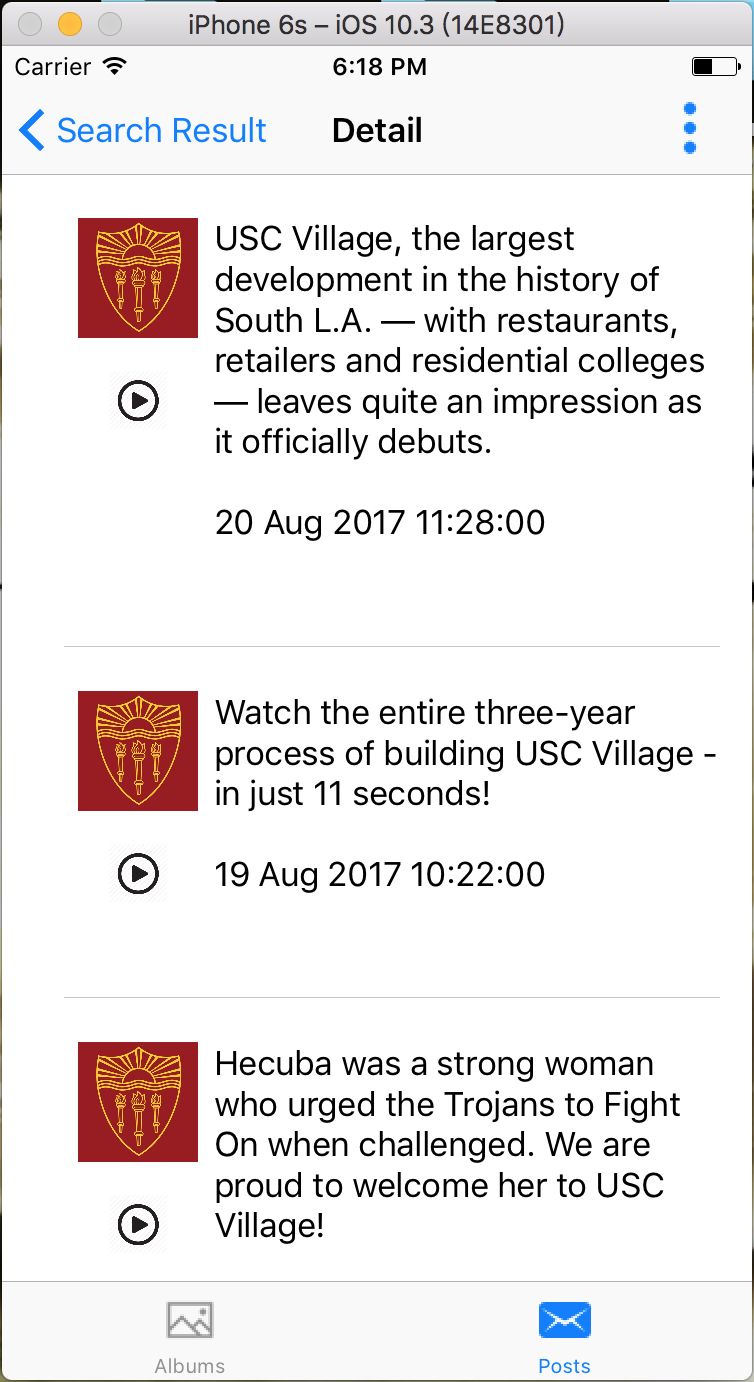 iPhone 6s – iOS 10.3 (14E8301)
Carrier 6:18 PM
Search Result Detail
USC Village, the largest
development in the history of
South L.A. — with restaurants,
retailers and residential colleges
— leaves quite an impression as
it officially debuts.
20 Aug 2017 11:28:00
Watch the entire three-year
process of building USC Village -
in just 11 seconds!
19 Aug 2017 10:22:00
Hecuba was a strong woman
who urged the Trojans to Fight
On when challenged. We are
proud to welcome her to USC
Village!
Albums Posts